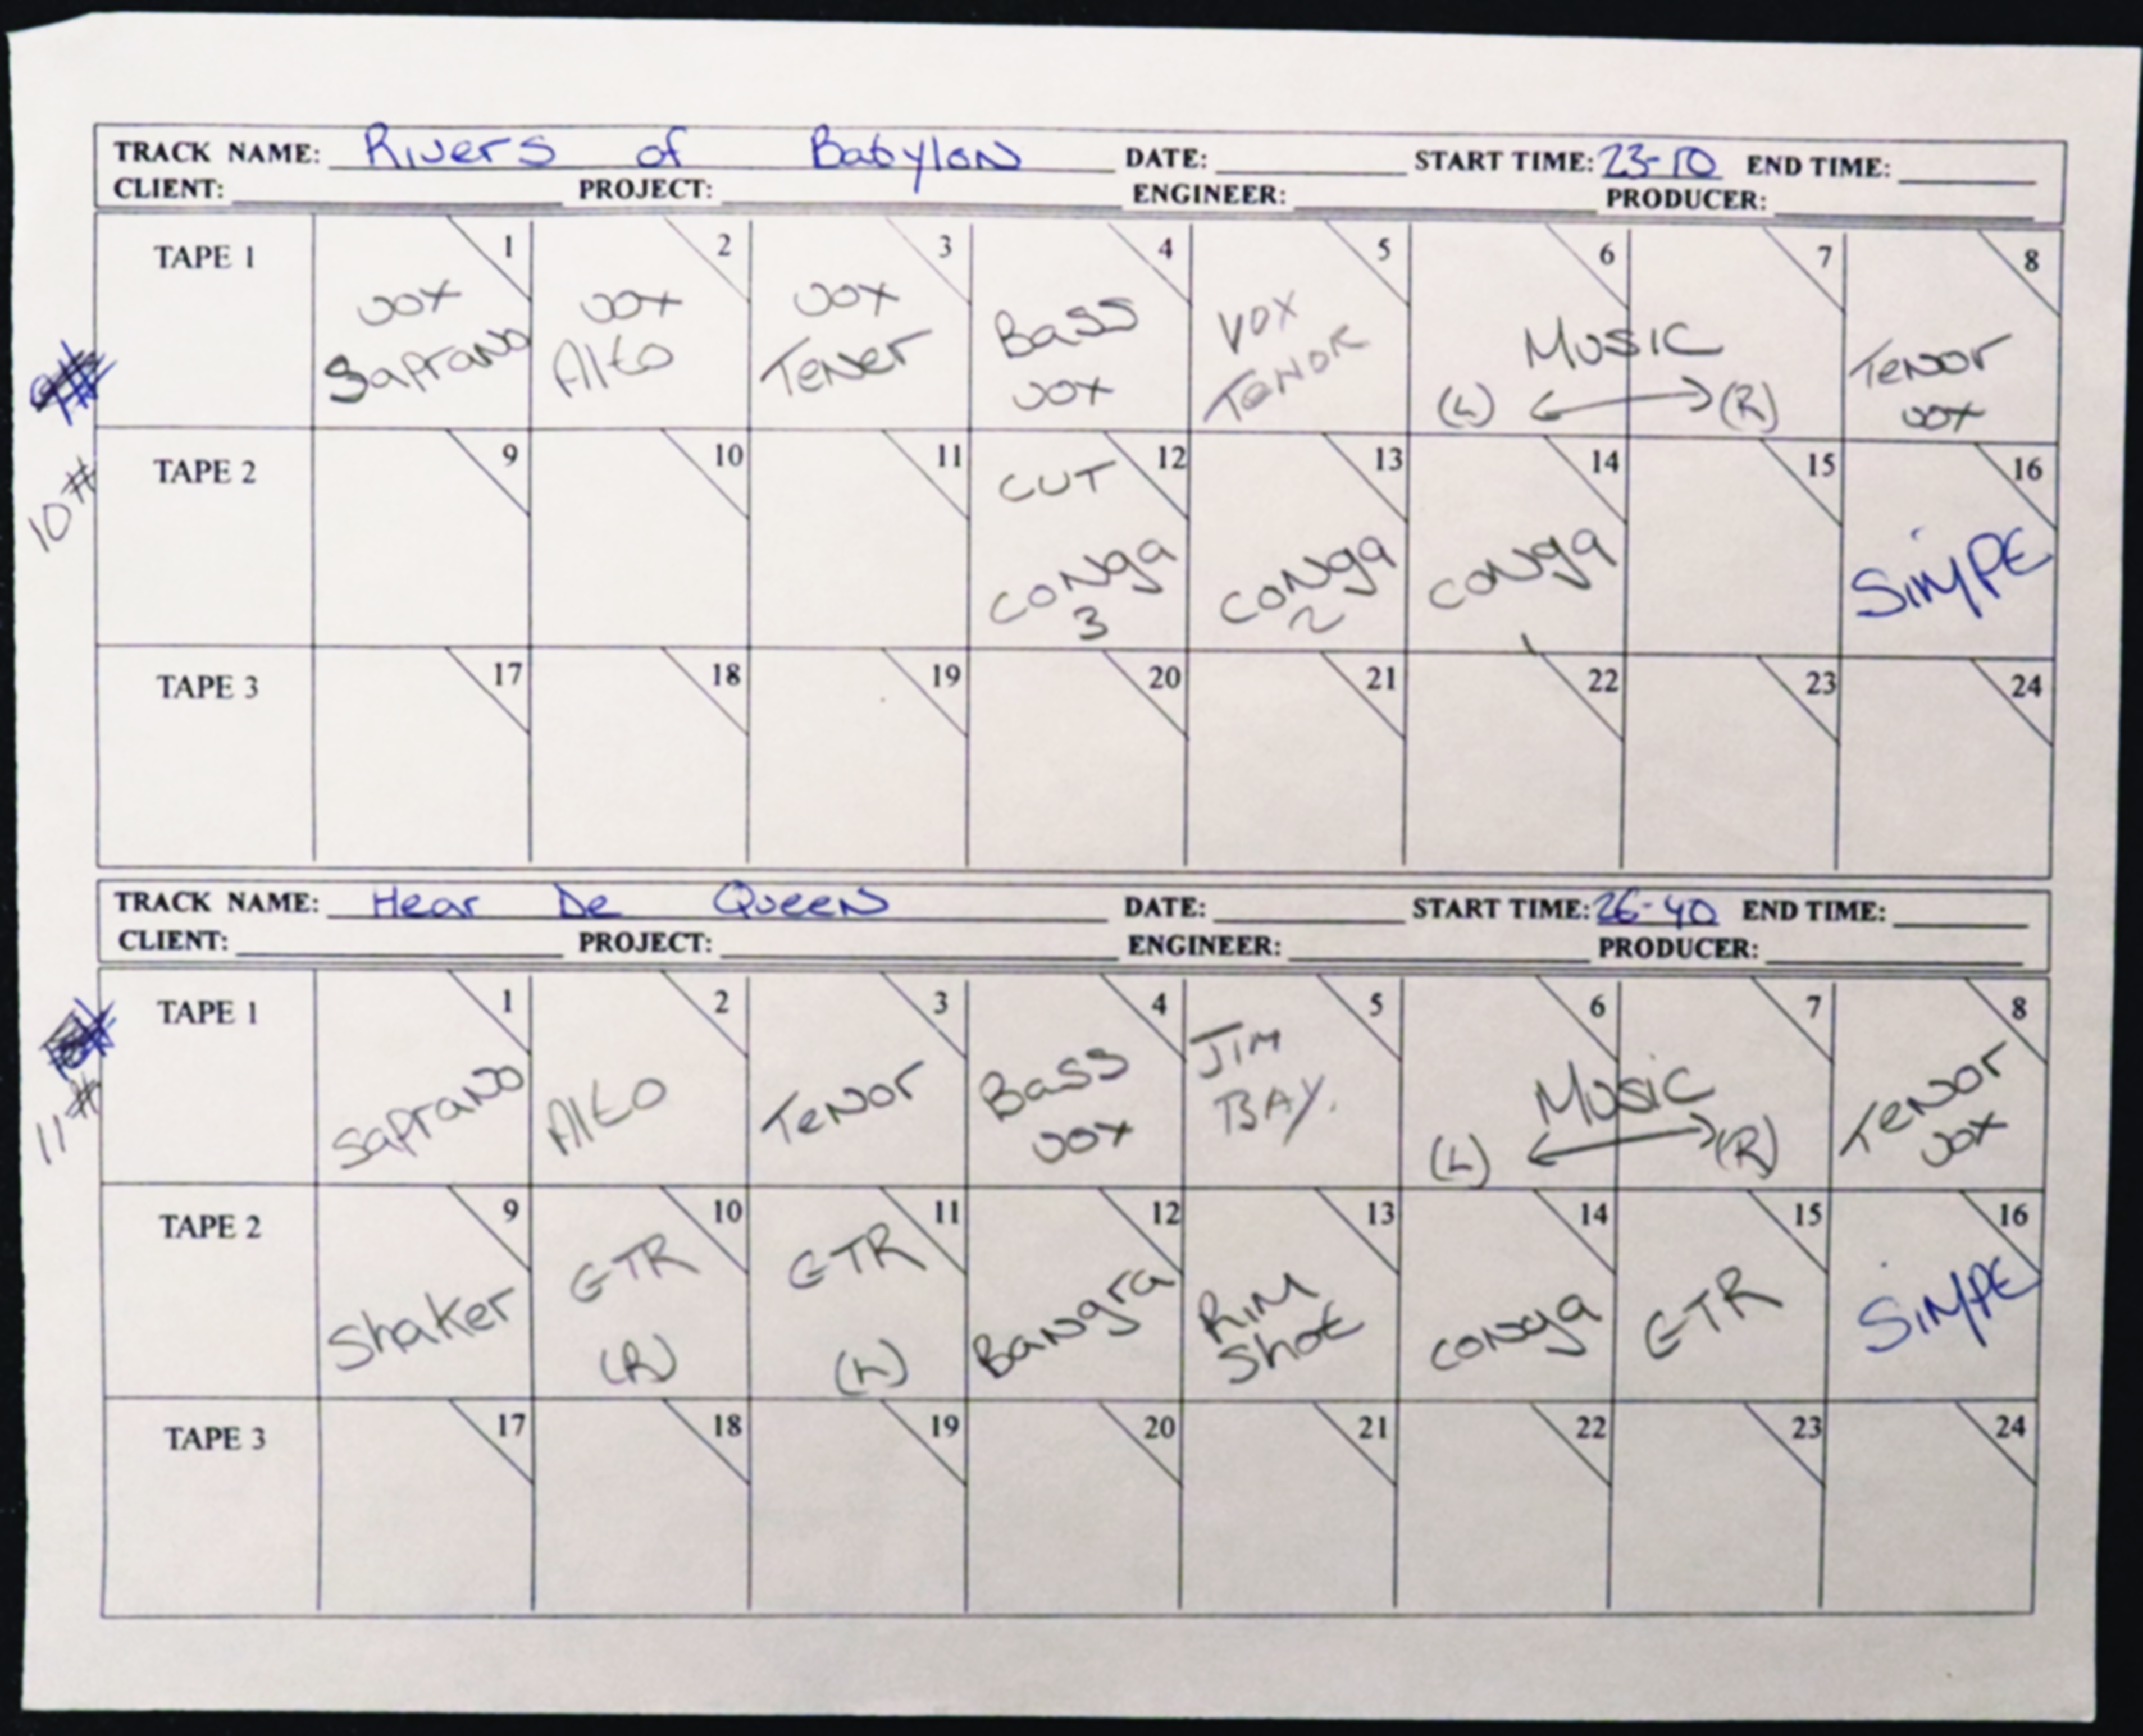 TRACK NAME: Rivers of Babylon DATE: START TIME: 23-10 END TIME:
CLIENT: PROJECT: ENGINEER: PRODUCER:
TAPE 1 1 2 3 4 5 6 7 8
vox Saprano
vox Alto
vox Tener
Bass vox
VOX TENOR
MUSIC
(L) (R)
Tenor vox
10#
TAPE 2 9 10 11 12 13 14 15 16
CUT
Conga 3
Conga 2
Conga 1
SIMPE
TAPE 3 17 18 19 20 21 22 23 24
TRACK NAME: Hear De Queen DATE: START TIME: 26-40 END TIME:
CLIENT: PROJECT: ENGINEER: PRODUCER:
TAPE 1 1 2 3 4 5 6 7 8
Saprano
Alto
Tenor
Bass vox
JIM BAY.
MUSIC
(L) (R)
Tenor vox
11#
TAPE 2 9 10 11 12 13 14 15 16
Shaker
GTR (R)
GTR (L)
Bangra
RIM Shot
Conga
GTR
SIMPE
TAPE 3 17 18 19 20 21 22 23 24